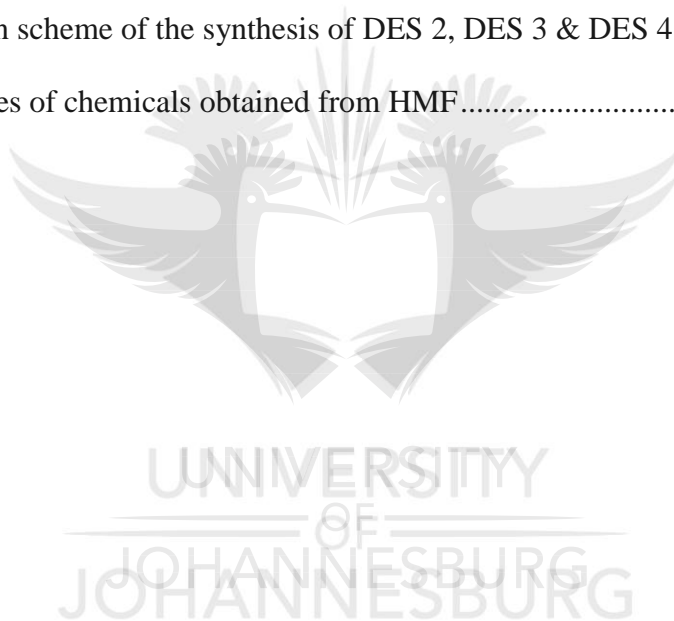 n scheme of the synthesis of DES 2, DES 3 & DES 4
es of chemicals obtained from HMF............................
UNIVERSITY
OF
JOHANNESBURG